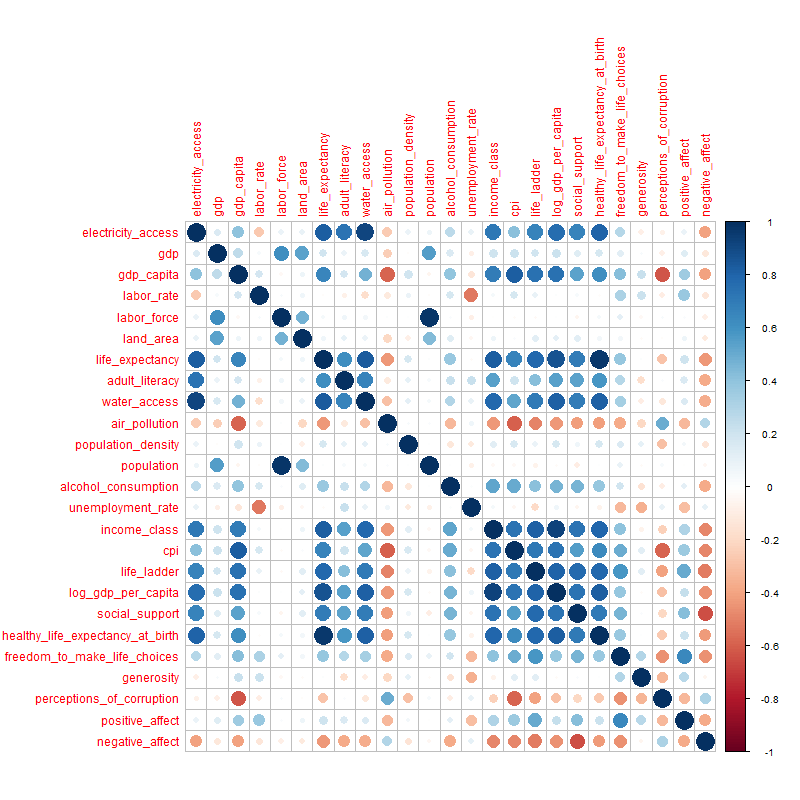 electricity_access
gdp
gdp_capita
labor_rate
labor_force
land_area
life_expectancy
adult_literacy
water_access
air_pollution
population_density
population
alcohol_consumption
unemployment_rate
income_class
cpi
life_ladder
log_gdp_per_capita
social_support
healthy_life_expectancy_at_birth
freedom_to_make_life_choices
generosity
perceptions_of_corruption
positive_affect
negative_affect
electricity_access
gdp
gdp_capita
labor_rate
labor_force
land_area
life_expectancy
adult_literacy
water_access
air_pollution
population_density
population
alcohol_consumption
unemployment_rate
income_class
cpi
life_ladder
log_gdp_per_capita
social_support
healthy_life_expectancy_at_birth
freedom_to_make_life_choices
generosity
perceptions_of_corruption
positive_affect
negative_affect
1
0.8
0.6
0.4
0.2
0
-0.2
-0.4
-0.6
-0.8
-1